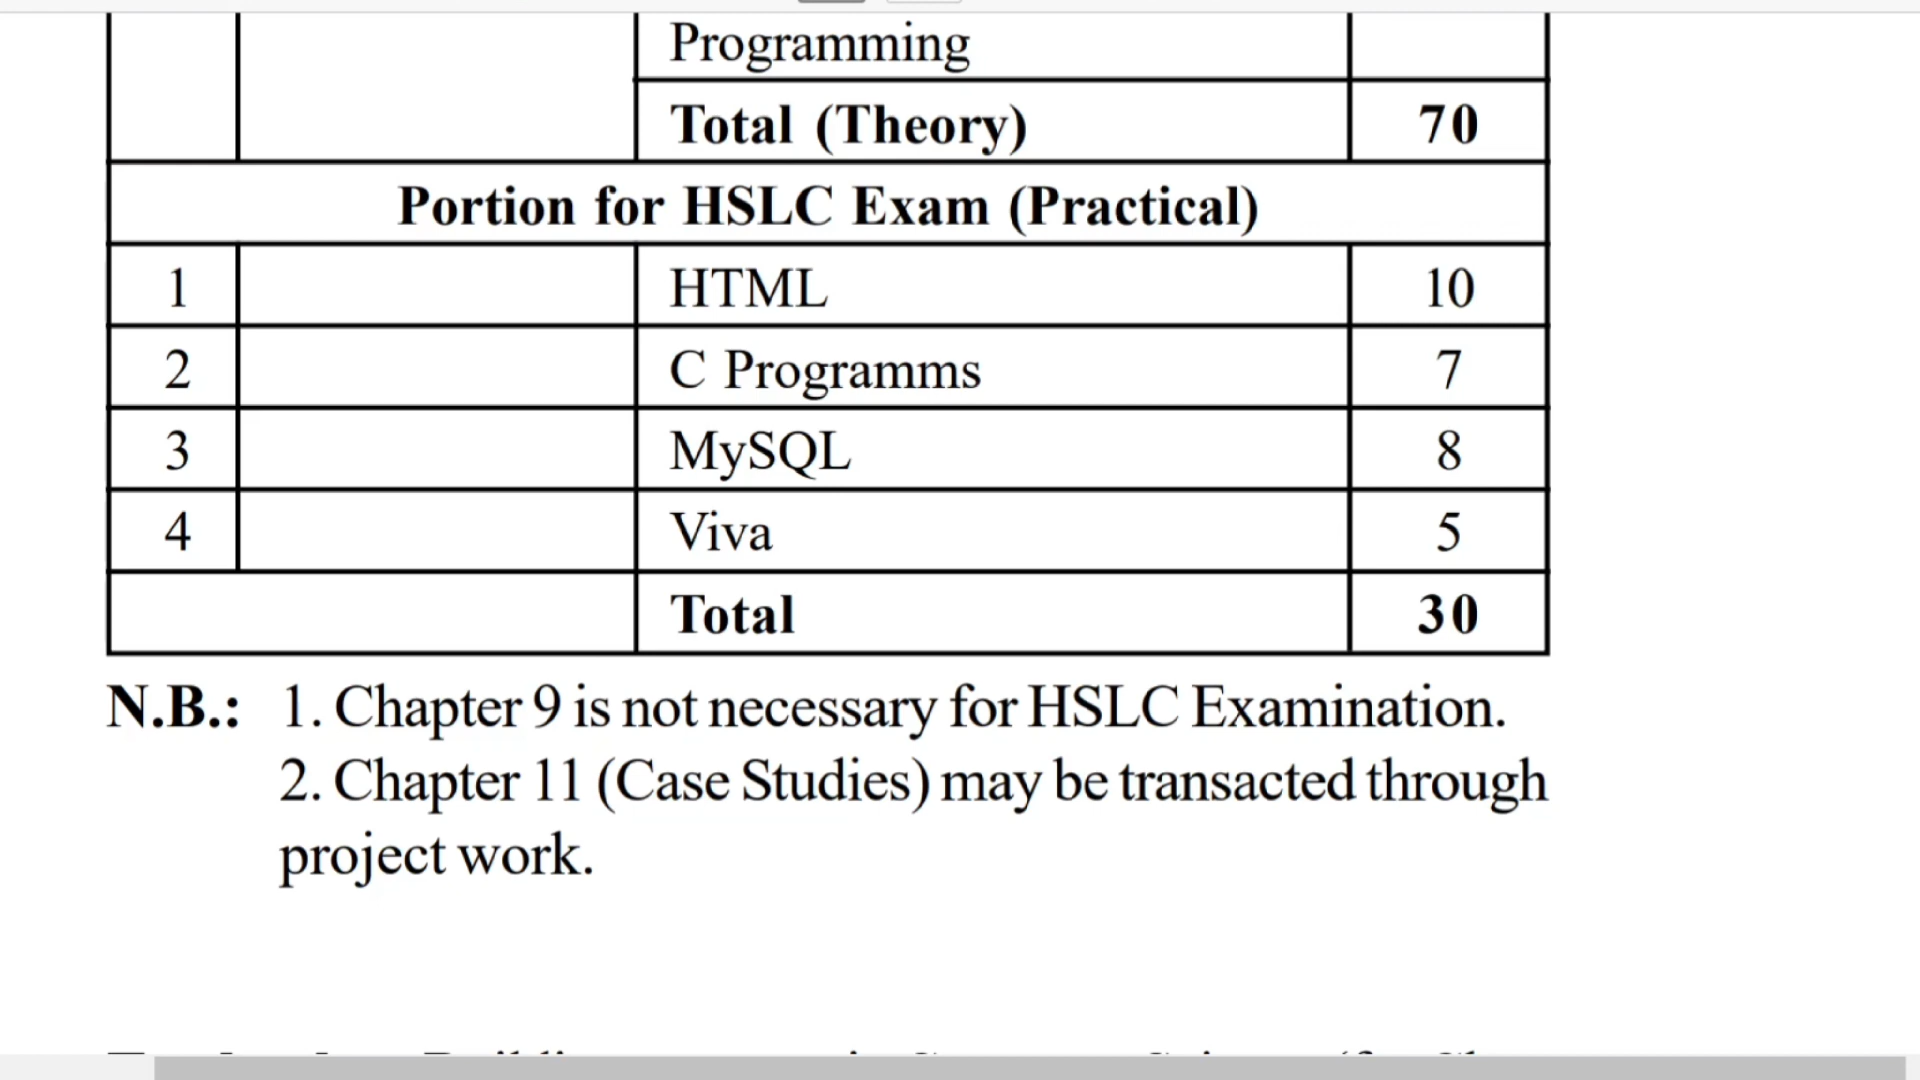 Programming
Total (Theory) 70
Portion for HSLC Exam (Practical)
1 HTML 10
2 C Programms 7
3 MySQL 8
4 Viva 5
Total 30
N.B.: 1. Chapter 9 is not necessary for HSLC Examination.
2. Chapter 11 (Case Studies) may be transacted through
project work.